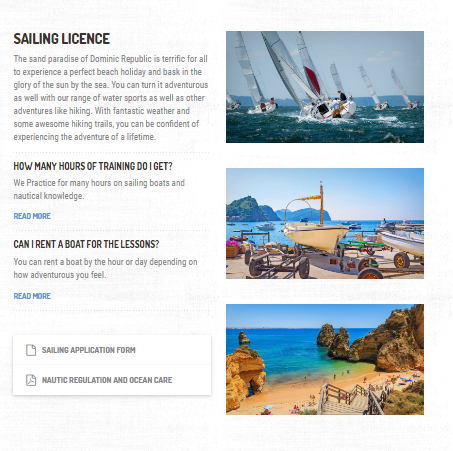 SAILING LICENCE
The sand paradise of Dominic Republic is terrific for all
to experience a perfect beach holiday and bask in the
glory of the sun by the sea. You can turn it adventurous
as well with our range of water sports as well as other
adventures like hiking. With fantastic weather and
some awesome hiking trails, you can be confident of
experiencing the adventure of a lifetime.
HOW MANY HOURS OF TRAINING DO I GET?
We Practice for many hours on sailing boats and
nautical knowledge.
READ MORE
CAN I RENT A BOAT FOR THE LESSONS?
You can rent a boat by the hour or day depending on
how adventurous you feel.
READ MORE
SAILING APPLICATION FORM
NAUTIC REGULATION AND OCEAN CARE